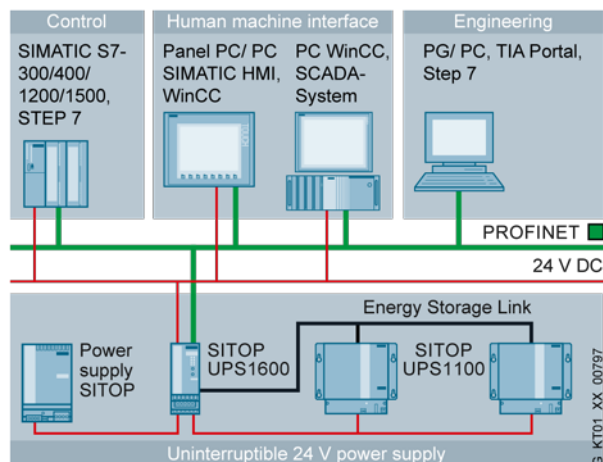 Control
SIMATIC S7-
300/400/
1200/1500,
STEP 7
Human machine interface
Panel PC/ PC
SIMATIC HMI,
WinCC
PC WinCC,
SCADA-
System
Engineering
PG/ PC, TIA Portal,
Step 7
PROFINET
24 V DC
Energy Storage Link
Power
supply
SITOP
SITOP
UPS1600
SITOP
UPS1100
Uninterruptible 24 V power supply
G_KT01_XX_00797